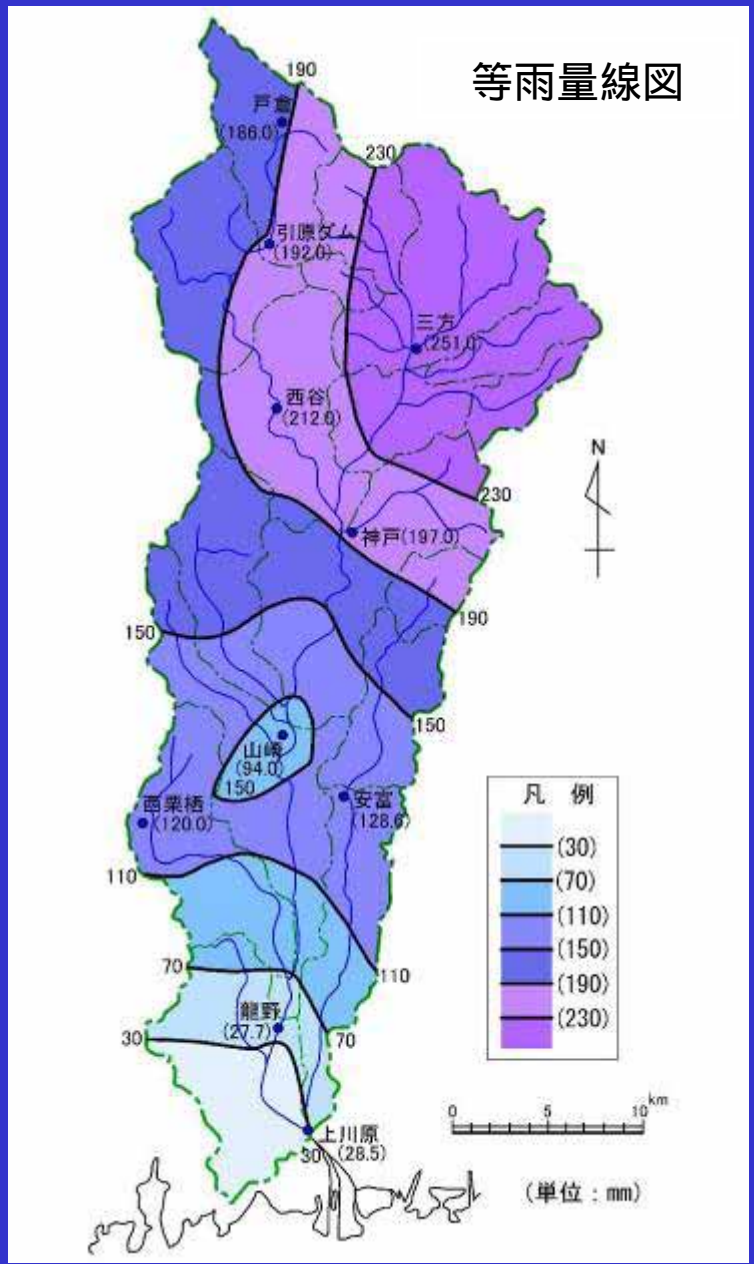 等雨量線図
190
戸倉
(186.0)
230
引原ダム
(192.0)
三方
(251.0)
西谷
(212.0)
N
230
神戸(197.0)
190
150
150
山崎
(94.0)
150
西栗栖
(120.0)
安富
(128.6)
110
凡 例
(30)
(70)
(110)
(150)
(190)
(230)
70
110
龍野
(27.7)
30
70
0 5 10 km
上川原
30 (28.5)
(単位:mm)